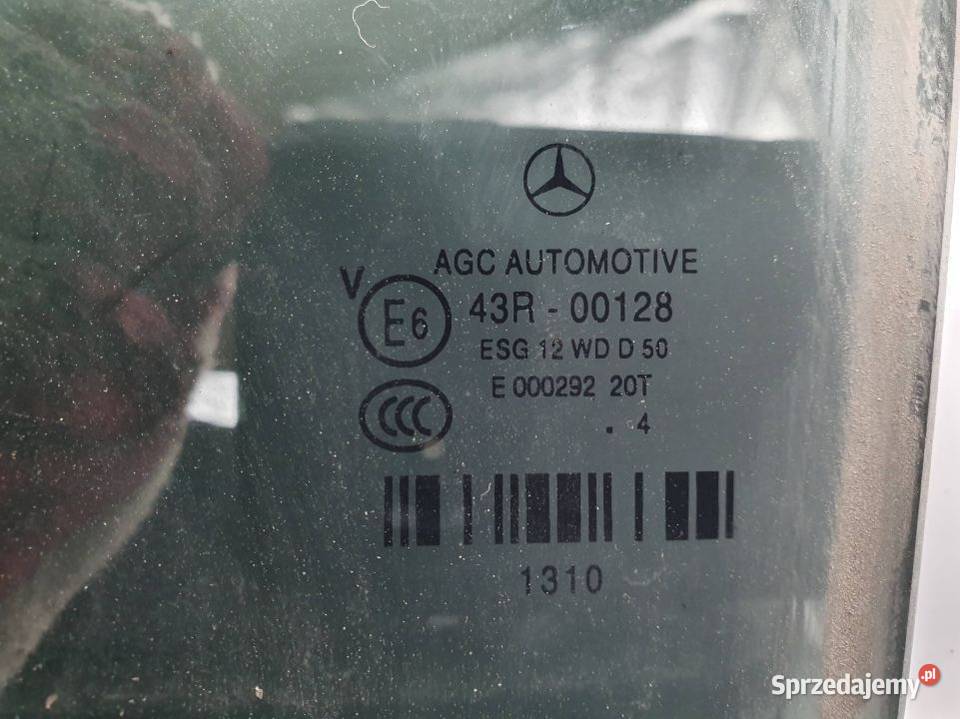 AGC AUTOMOTIVE
V E6 43R - 00128
ESG 12 WD D 50
E 000292 20T
CCC . 4
1310
Sprzedajemy.pl